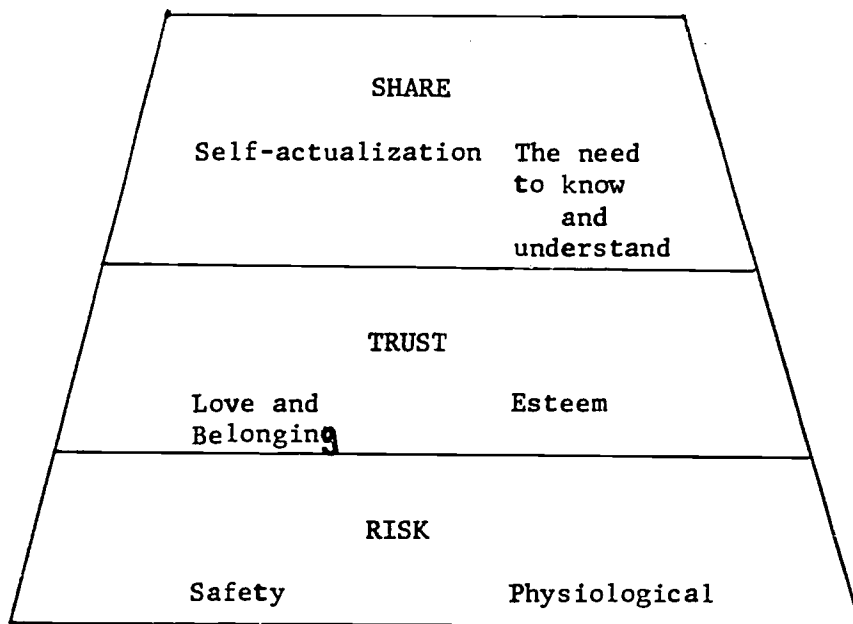 SHARE
Self-actualization The need
to know
and
understand
TRUST
Love and Esteem
Belonging
RISK
Safety Physiological